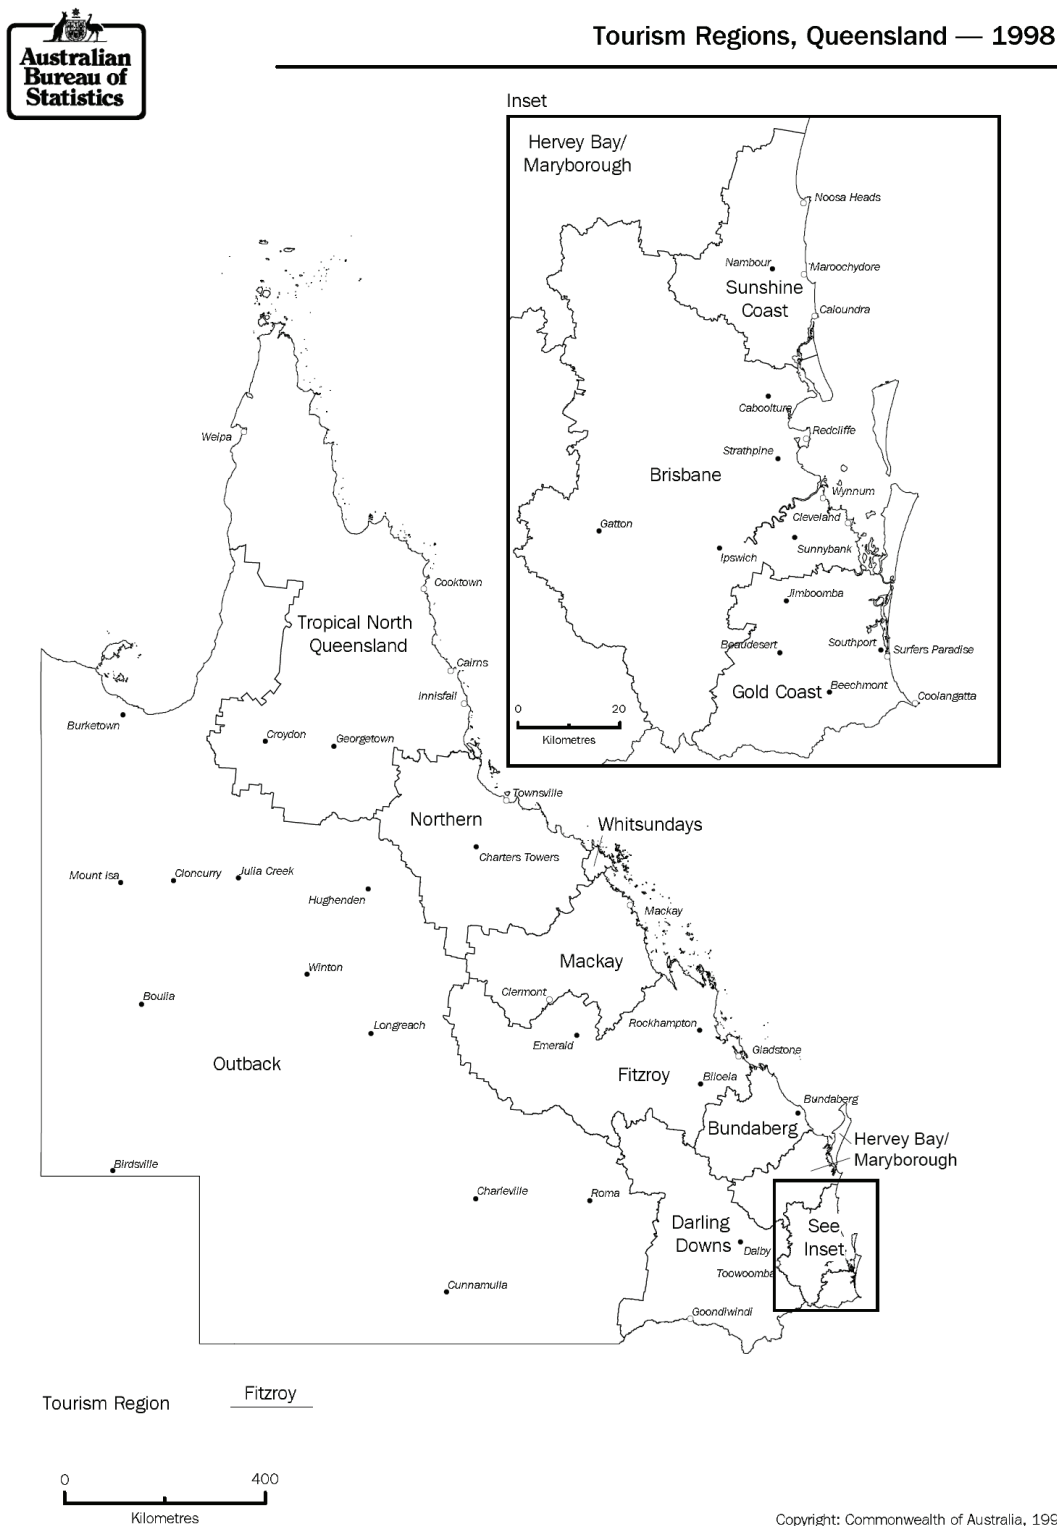 Australian
Bureau of
Statistics
Tourism Regions, Queensland — 1998
Inset
Hervey Bay/
Maryborough
Noosa Heads
Nambour
Maroochydore
Sunshine
Coast
Caloundra
Caboolture
Redcliffe
Strathpine
Brisbane
Wynnum
Cleveland
Gatton
Sunnybank
Ipswich
Jimboomba
Beaudesert
Southport
Surfers Paradise
Gold Coast
Beechmont
Coolangatta
0 20
Kilometres
Weipa
Cooktown
Tropical North
Queensland
Cairns
Innisfail
Burketown
Croydon
Georgetown
Townsville
Northern
Whitsundays
Charters Towers
Mount Isa
Cloncurry
Julia Creek
Hughenden
Mackay
Mackay
Winton
Clermont
Boulia
Longreach
Rockhampton
Emerald
Gladstone
Outback
Fitzroy
Biloela
Bundaberg
Bundaberg
Hervey Bay/
Maryborough
Birdsville
Charleville
Roma
Darling
Downs
See
Inset
Dalby
Toowoomba
Cunnamulla
Goondiwindi
Tourism Region
Fitzroy
0 400
Kilometres
Copyright: Commonwealth of Australia, 199